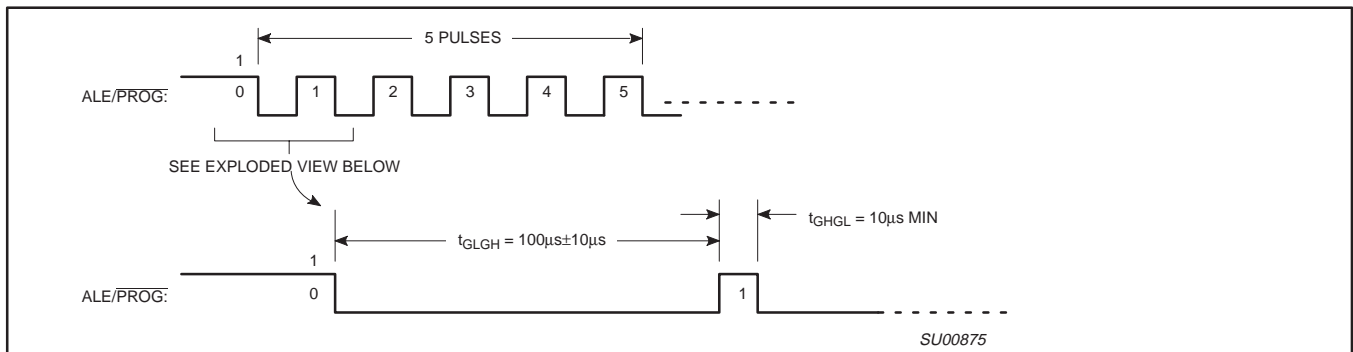 5 PULSES
1
ALE/PROG: 0 1 2 3 4 5
SEE EXPLODED VIEW BELOW
tGHGL = 10µs MIN
tGLGH = 100µs±10µs
1
ALE/PROG: 0 1
SU00875